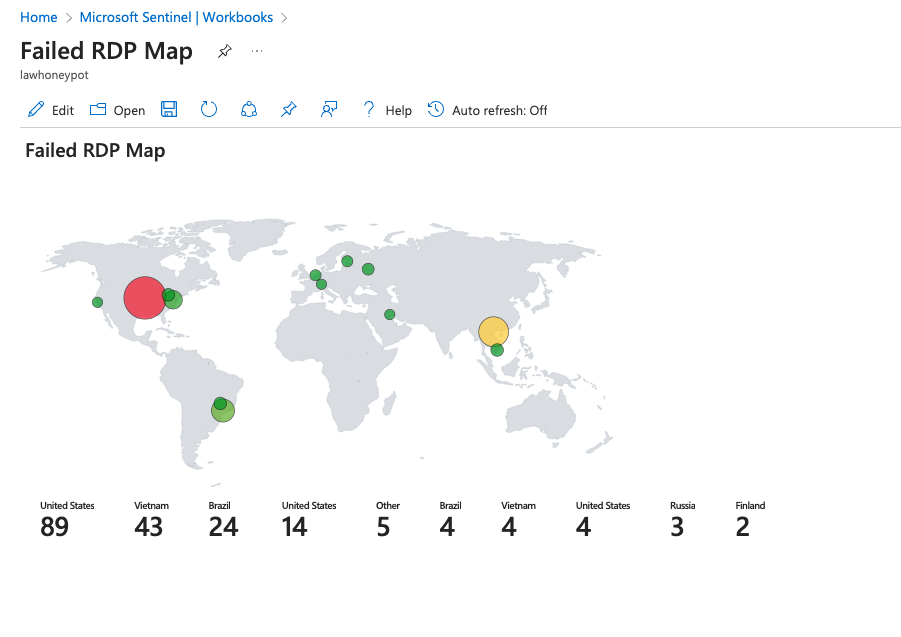 Home > Microsoft Sentinel | Workbooks >
Failed RDP Map ...
lawhoneypot
Edit Open Help Auto refresh: Off
Failed RDP Map
United States Vietnam Brazil United States Other Brazil Vietnam United States Russia Finland
89 43 24 14 5 4 4 4 3 2